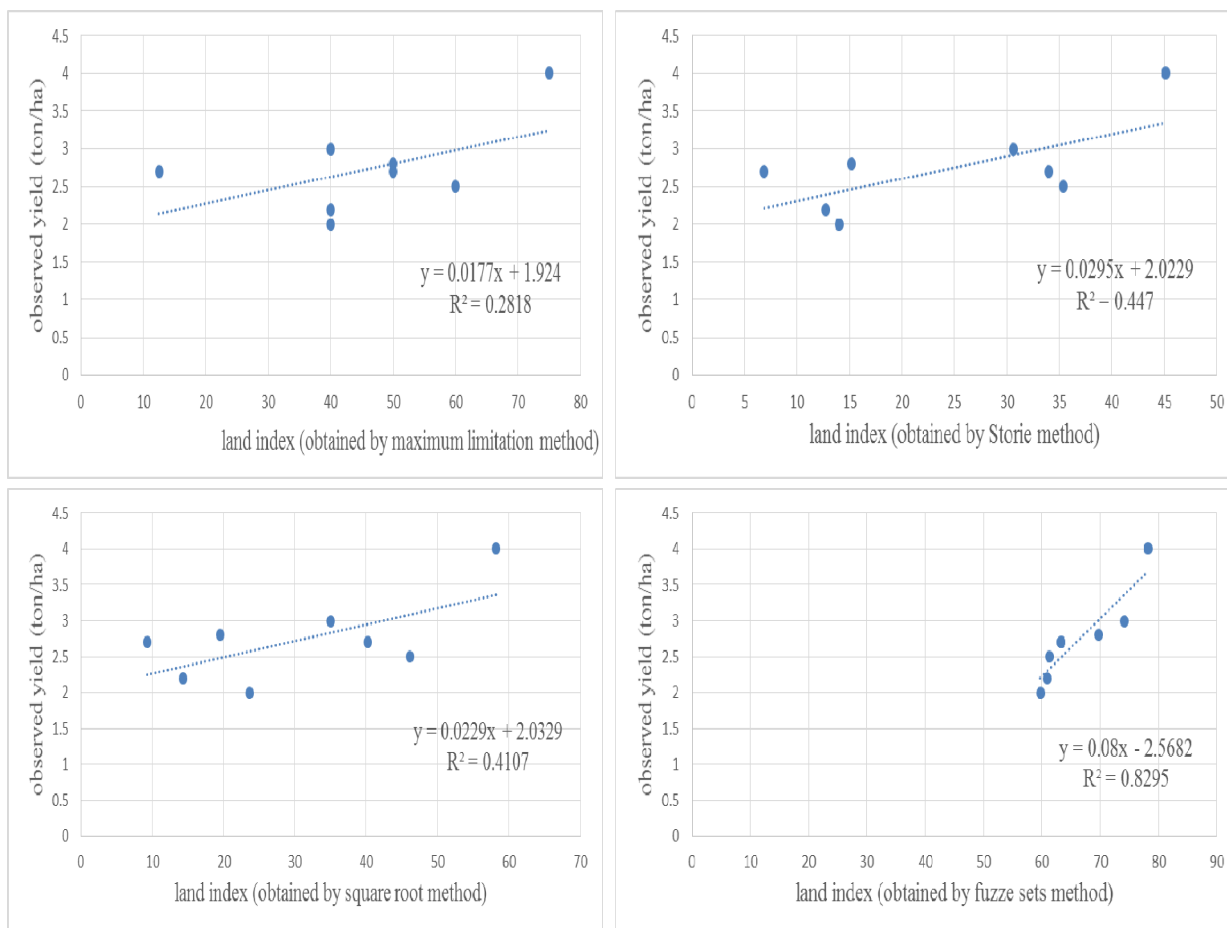 observed yield (ton/ha)
4.5
4
3.5
3
2.5
2
1.5
1
0.5
0
y = 0.0177x + 1.924
R² = 0.2818
0 10 20 30 40 50 60 70 80
land index (obtained by maximum limitation method)
observed yield (ton/ha)
4.5
4
3.5
3
2.5
2
1.5
1
0.5
0
y = 0.0295x + 2.0229
R² – 0.447
0 5 10 15 20 25 30 35 40 45 50
land index (obtained by Storie method)
observed yield (ton/ha)
4.5
4
3.5
3
2.5
2
1.5
1
0.5
0
y = 0.0229x + 2.0329
R² = 0.4107
0 10 20 30 40 50 60 70
land index (obtained by square root method)
observed yield (ton/ha)
4.5
4
3.5
3
2.5
2
1.5
1
0.5
0
y = 0.08x - 2.5682
R² = 0.8295
0 10 20 30 40 50 60 70 80 90
land index (obtained by fuzze sets method)